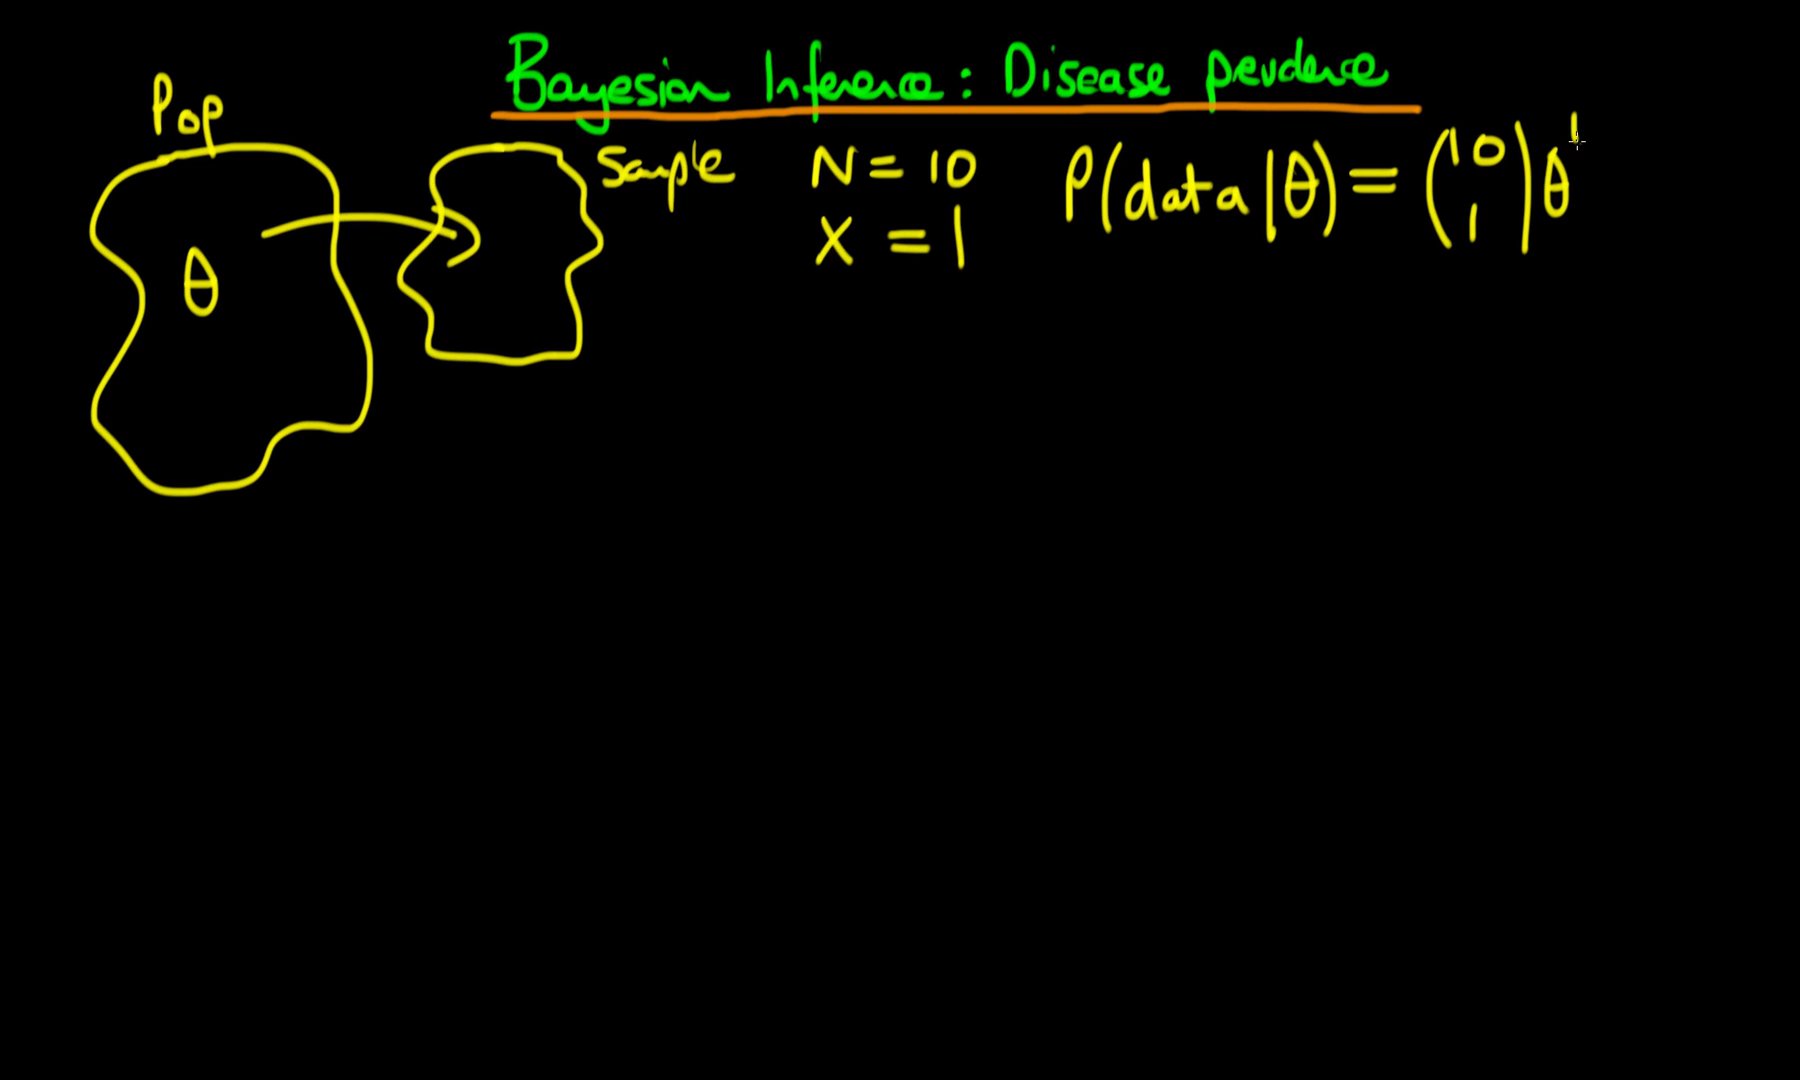 Bayesian Inference: Disease prevalence
Pop
θ
Sample
N = 10
X = 1
P(data|θ) = (10 1) θ^1